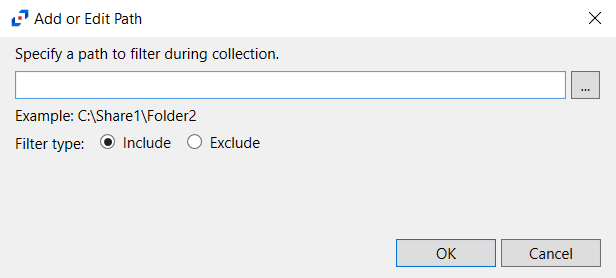 Add or Edit Path
Specify a path to filter during collection.
...
Example: C:\Share1\Folder2
Filter type: Include Exclude
OK Cancel